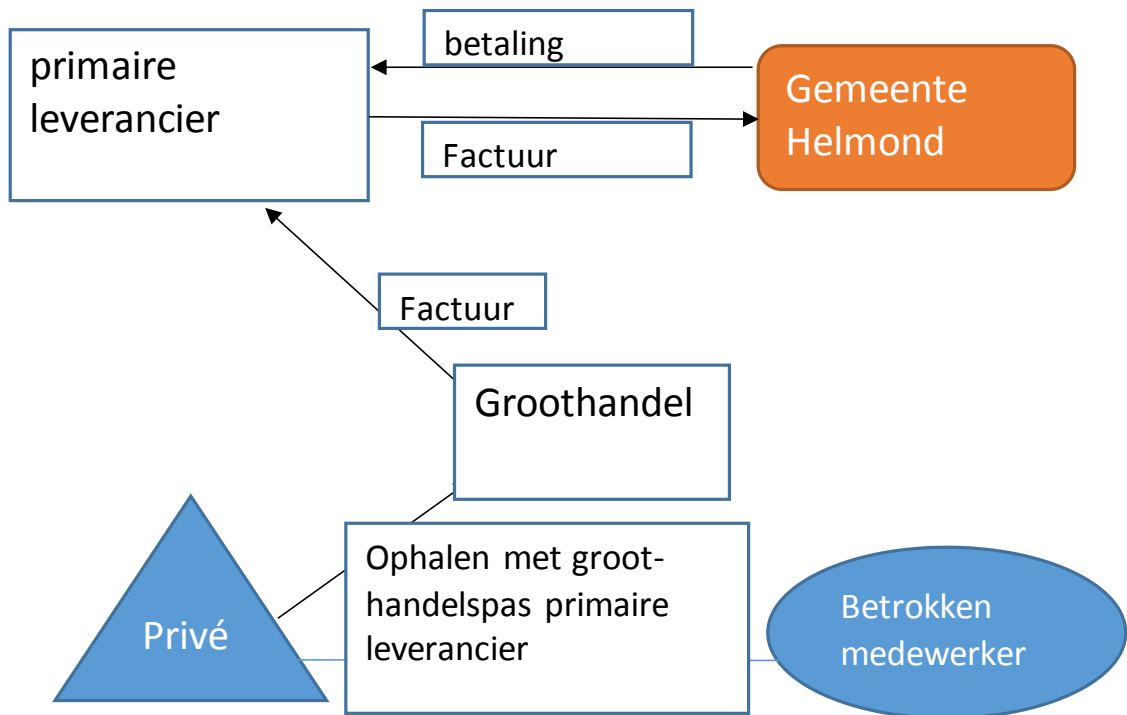 primaire
leverancier
betaling
Factuur
Gemeente
Helmond
Factuur
Groothandel
Privé
Ophalen met groot-
handelspas primaire
leverancier
Betrokken
medewerker